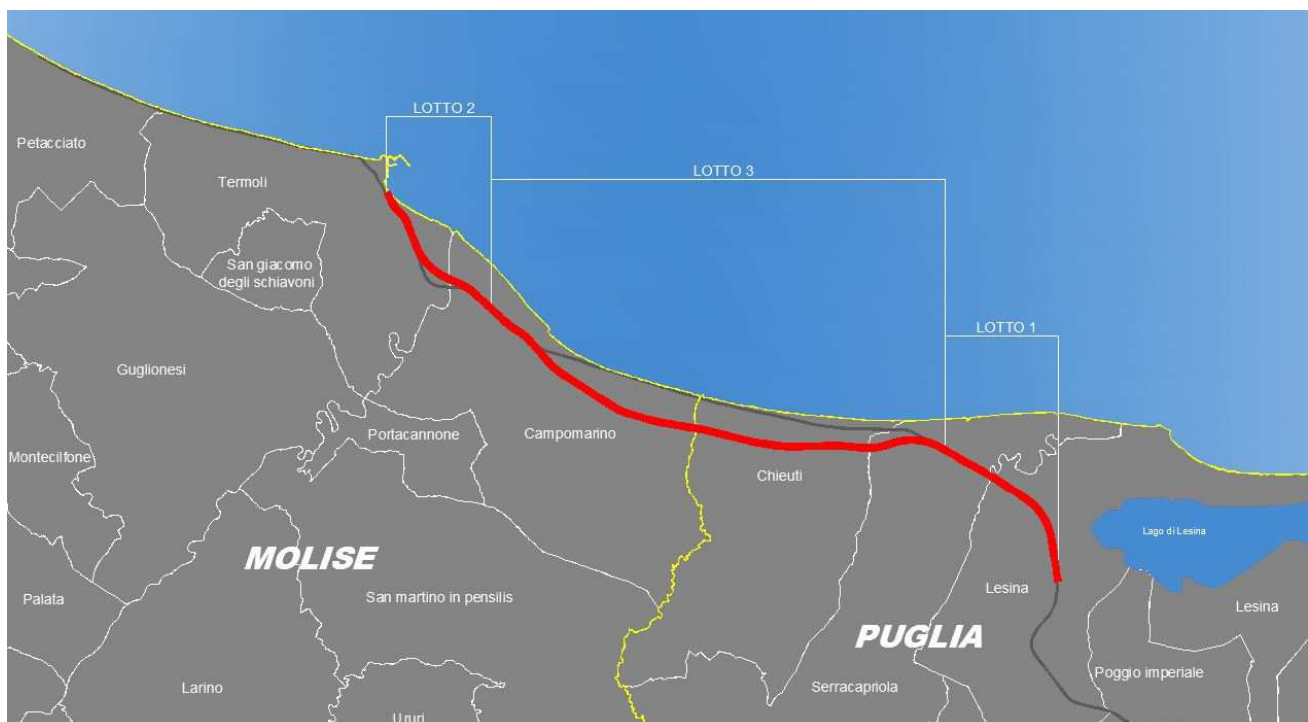 LOTTO 2
Petacciato
LOTTO 3
Termoli
San giacomo
degli schiavoni
LOTTO 1
Guglionesi
Portacannone
Campomarino
Montecilfone
Chieuti
Lago di Lesina
MOLISE
Palata
San martino in pensilis
Lesina
Lesina
PUGLIA
Poggio imperiale
Larino
Serracapriola
Ururi